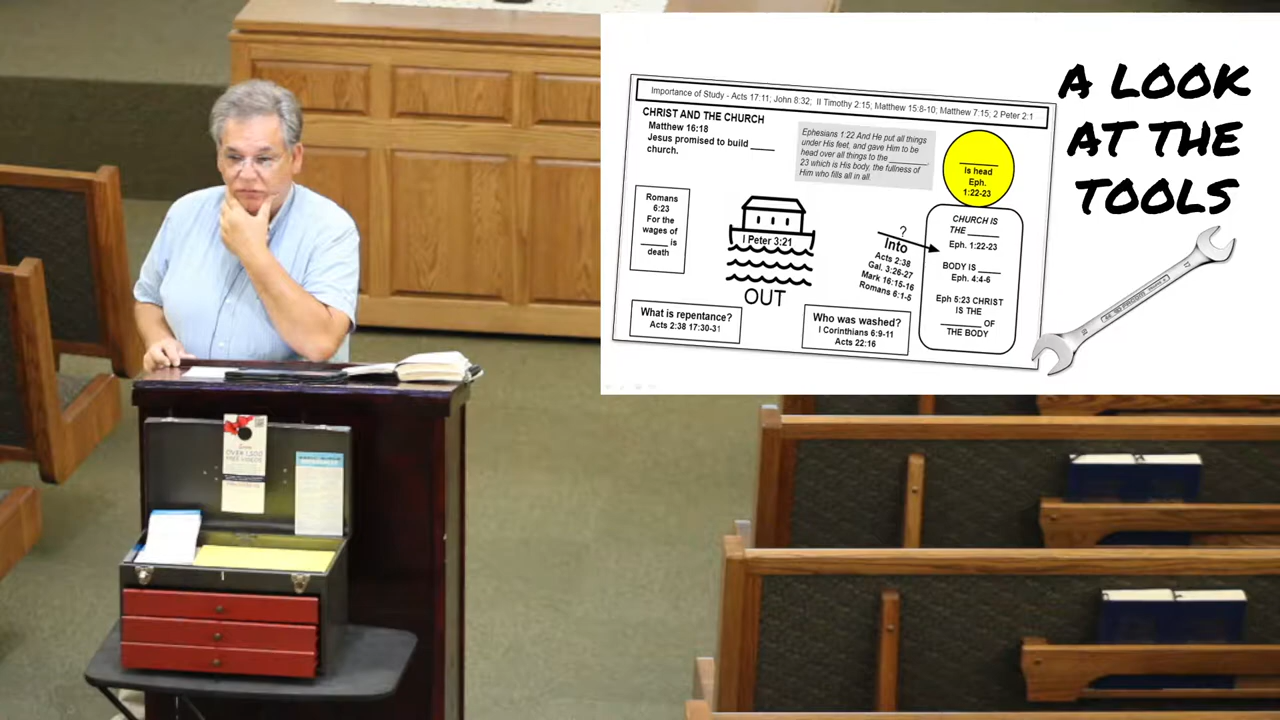 Importance of Study - Acts 17:11; John 8:32; II Timothy 2:15; Matthew 15:8-10; Matthew 7:15; 2 Peter 2:1
CHRIST AND THE CHURCH
Matthew 16:18
Jesus promised to build ____
church.
Ephesians 1:22 And He put all things
under His feet, and gave Him to be
head over all things to the ________,
23 which is His body, the fullness of
Him who fills all in all.
______
Is head
Eph.
1:22-23
Romans
6:23
For the
wages of
_____ is
death
I Peter 3:21
OUT
?
Into
Acts 2:38
Gal. 3:26-27
Mark 16:15-16
Romans 6:1-5
CHURCH IS
THE ______
Eph. 1:22-23
BODY IS ____
Eph. 4:4-6
Eph 5:23 CHRIST
IS THE
________ OF
THE BODY
What is repentance?
Acts 2:38 17:30-31
Who was washed?
I Corinthians 6:9-11
Acts 22:16
A LOOK
AT THE
TOOLS
OVER 1,500
FREE VIDEOS